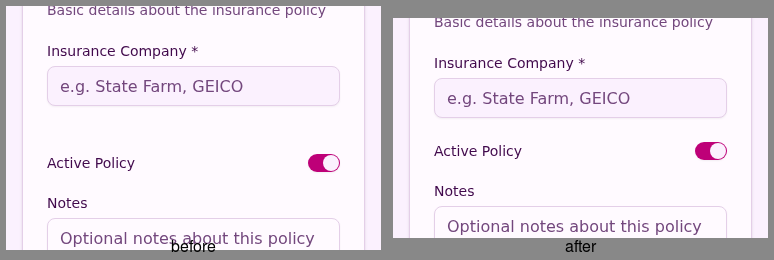 Basic details about the insurance policy
Insurance Company *
e.g. State Farm, GEICO
Active Policy
Notes
Optional notes about this policy
before
Basic details about the insurance policy
Insurance Company *
e.g. State Farm, GEICO
Active Policy
Notes
Optional notes about this policy
after